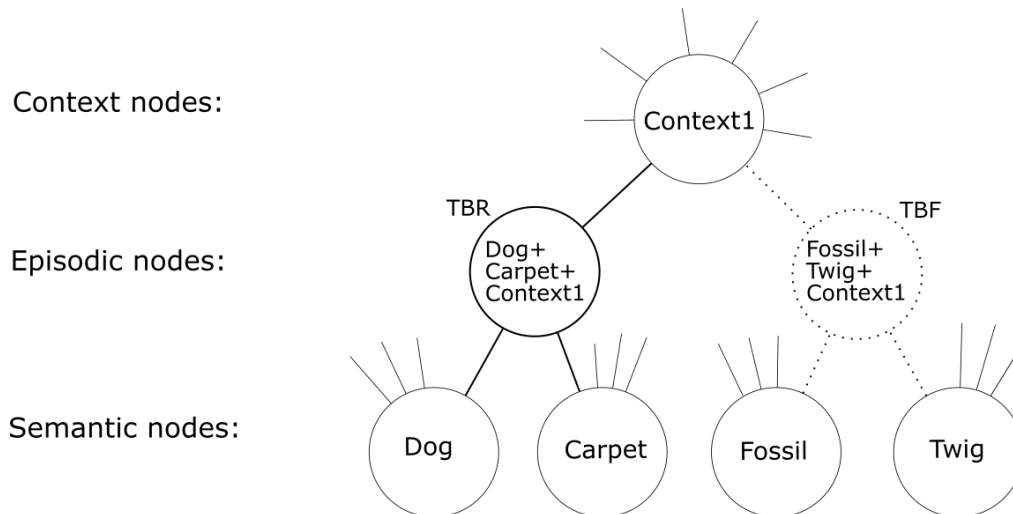 Context nodes:
Context1
TBR
TBF
Episodic nodes:
Dog+
Carpet+
Context1
Fossil+
Twig+
Context1
Semantic nodes:
Dog
Carpet
Fossil
Twig